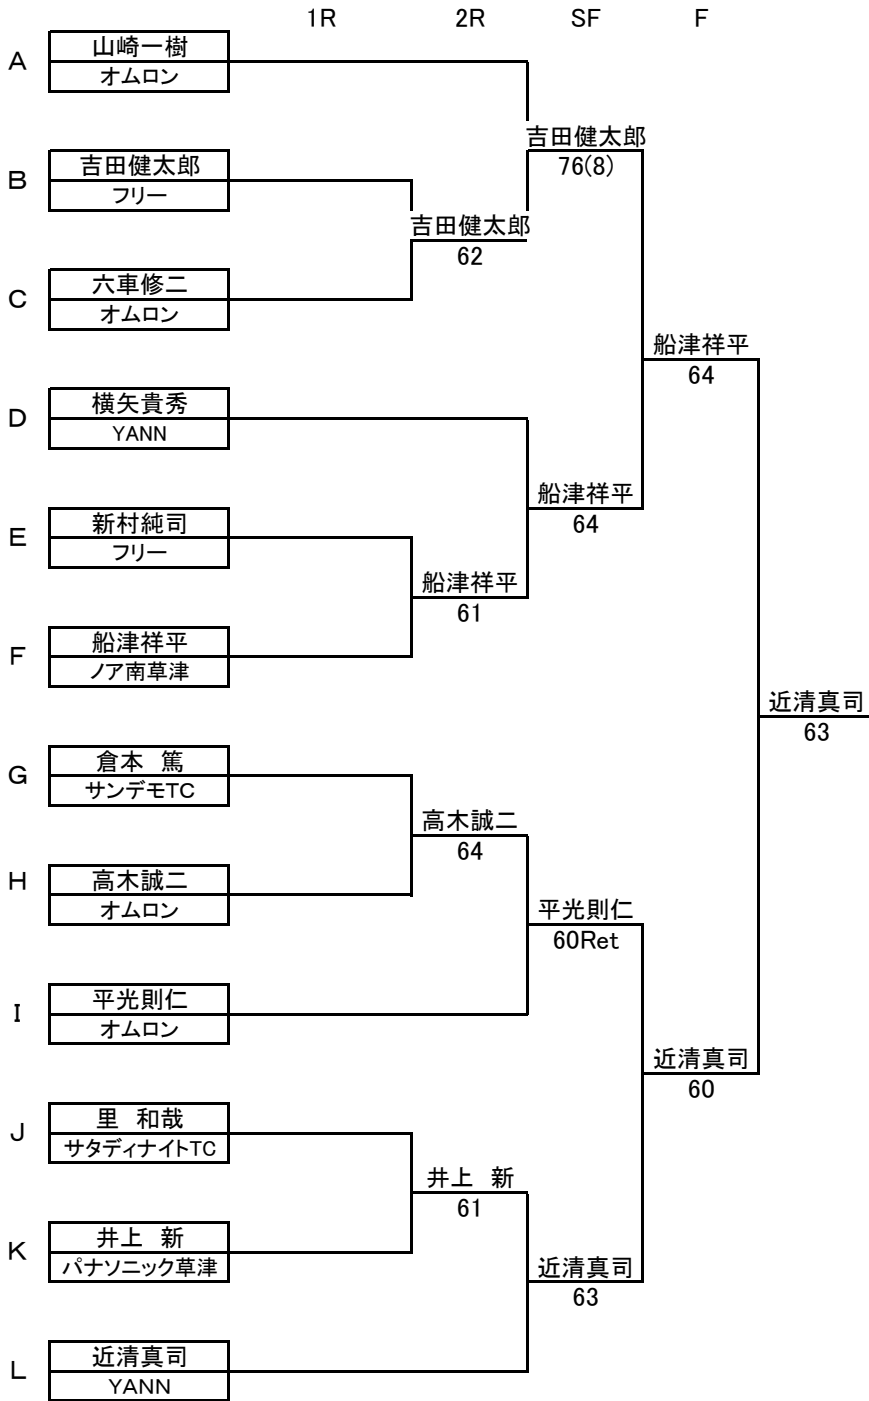 1R 2R SF F
A
山崎一樹
オムロン
吉田健太郎
76(8)
B
吉田健太郎
フリー
吉田健太郎
62
C
六車修二
オムロン
船津祥平
64
D
横矢貴秀
YANN
船津祥平
64
E
新村純司
フリー
船津祥平
61
F
船津祥平
ノア南草津
近清真司
63
G
倉本　篤
サンデモTC
高木誠二
64
H
高木誠二
オムロン
平光則仁
60Ret
I
平光則仁
オムロン
近清真司
60
J
里　和哉
サタディナイトTC
井上　新
61
K
井上　新
パナソニック草津
近清真司
63
L
近清真司
YANN